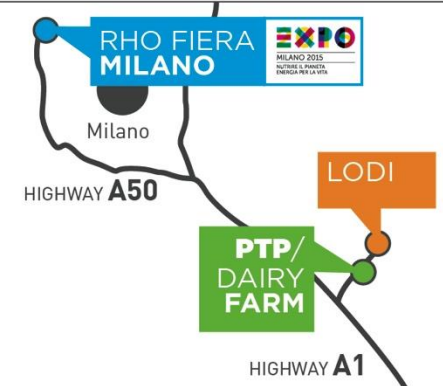 RHO FIERA
MILANO
EXPO
MILANO 2015
NUTRIRE IL PIANETA
ENERGIA PER LA VITA
Milano
HIGHWAY A50
LODI
PTP/
DAIRY
FARM
HIGHWAY A1